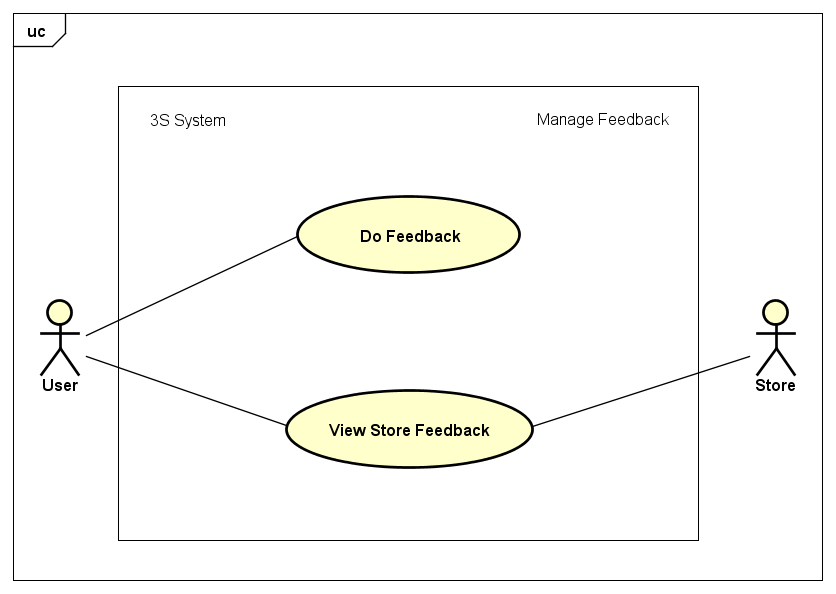 uc
3S System
Manage Feedback
Do Feedback
User
Store
View Store Feedback